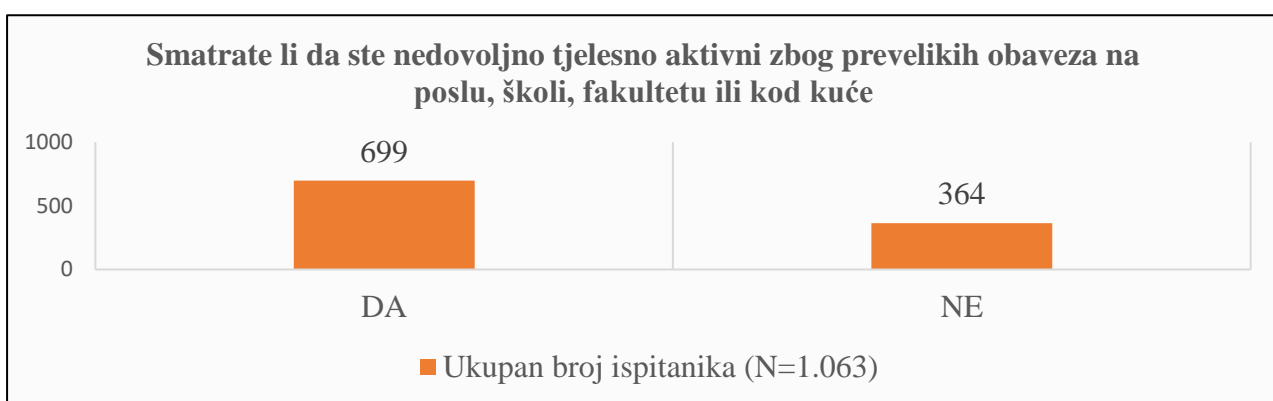 Smatrate li da ste nedovoljno tjelesno aktivni zbog prevelikih obaveza na
poslu, školi, fakultetu ili kod kuće
1000
500
0
699
364
DA
NE
Ukupan broj ispitanika (N=1.063)